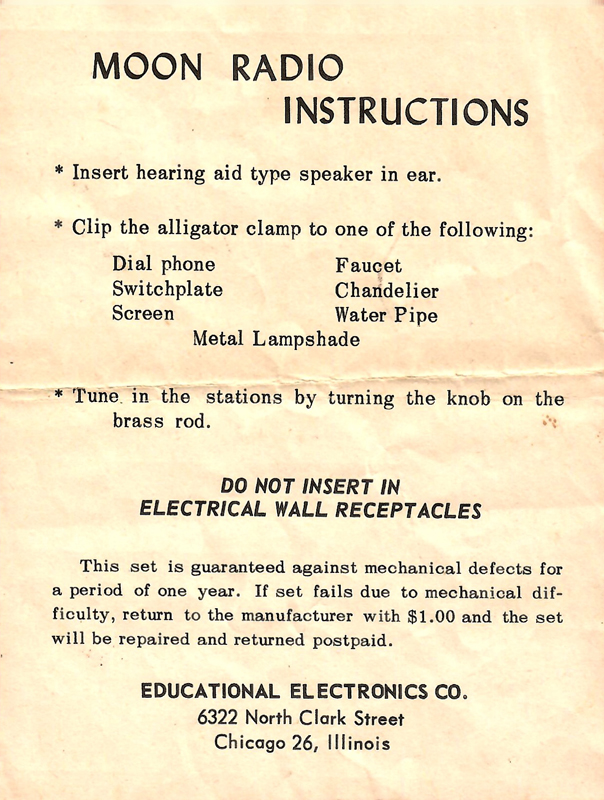 MOON RADIO
INSTRUCTIONS
* Insert hearing aid type speaker in ear.
* Clip the alligator clamp to one of the following:
Dial phone Faucet
Switchplate Chandelier
Screen Water Pipe
Metal Lampshade
* Tune in the stations by turning the knob on the
brass rod.
DO NOT INSERT IN
ELECTRICAL WALL RECEPTACLES
This set is guaranteed against mechanical defects for
a period of one year. If set fails due to mechanical dif-
ficulty, return to the manufacturer with $1.00 and the set
will be repaired and returned postpaid.
EDUCATIONAL ELECTRONICS CO.
6322 North Clark Street
Chicago 26, Illinois